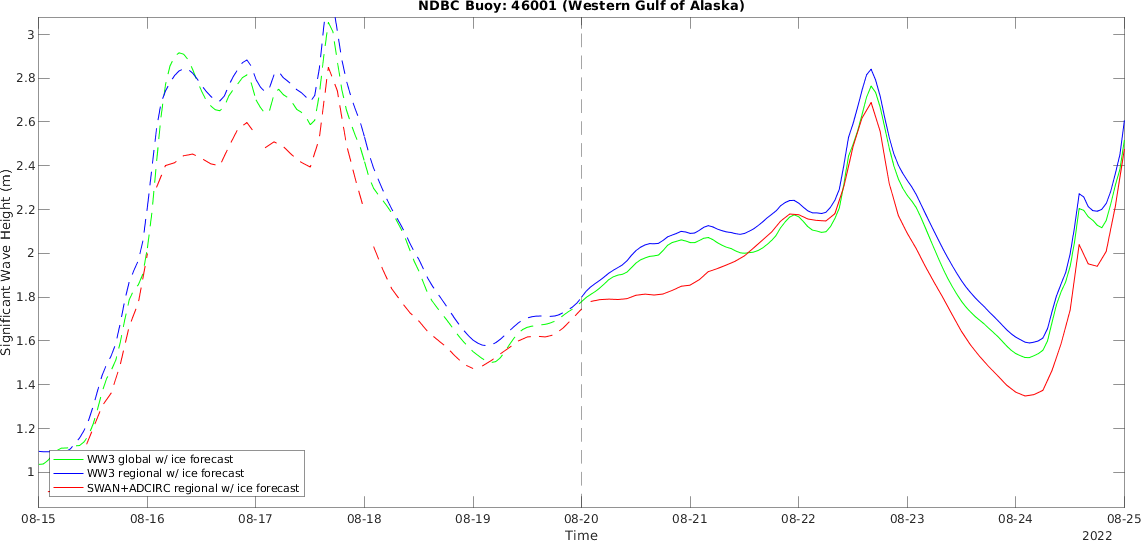 NDBC Buoy: 46001 (Western Gulf of Alaska)
3
2.8
2.6
2.4
2.2
2
1.8
1.6
1.4
1.2
1
Significant Wave Height (m)
WW3 global w/ ice forecast
WW3 regional w/ ice forecast
SWAN+ADCIRC regional w/ ice forecast
08-15 08-16 08-17 08-18 08-19 08-20 08-21 08-22 08-23 08-24 08-25
Time
2022